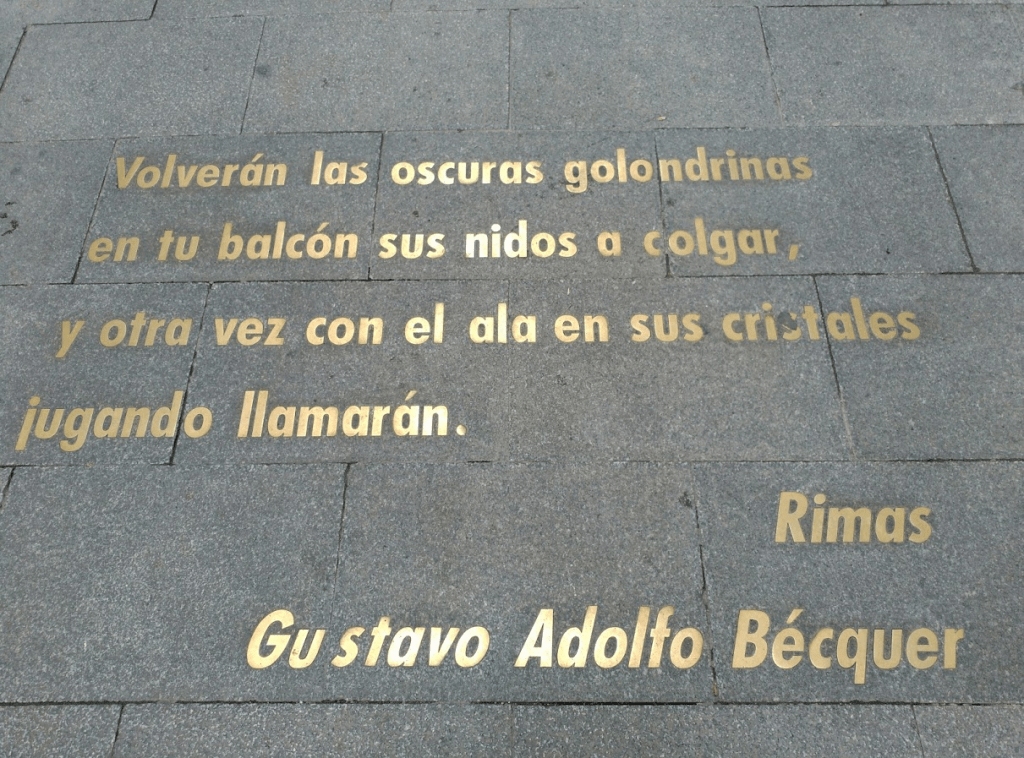 Volverán las oscuras golondrinas
en tu balcón sus nidos a colgar,
y otra vez con el ala en sus cristales
jugando llamarán.
Rimas
Gustavo Adolfo Bécquer